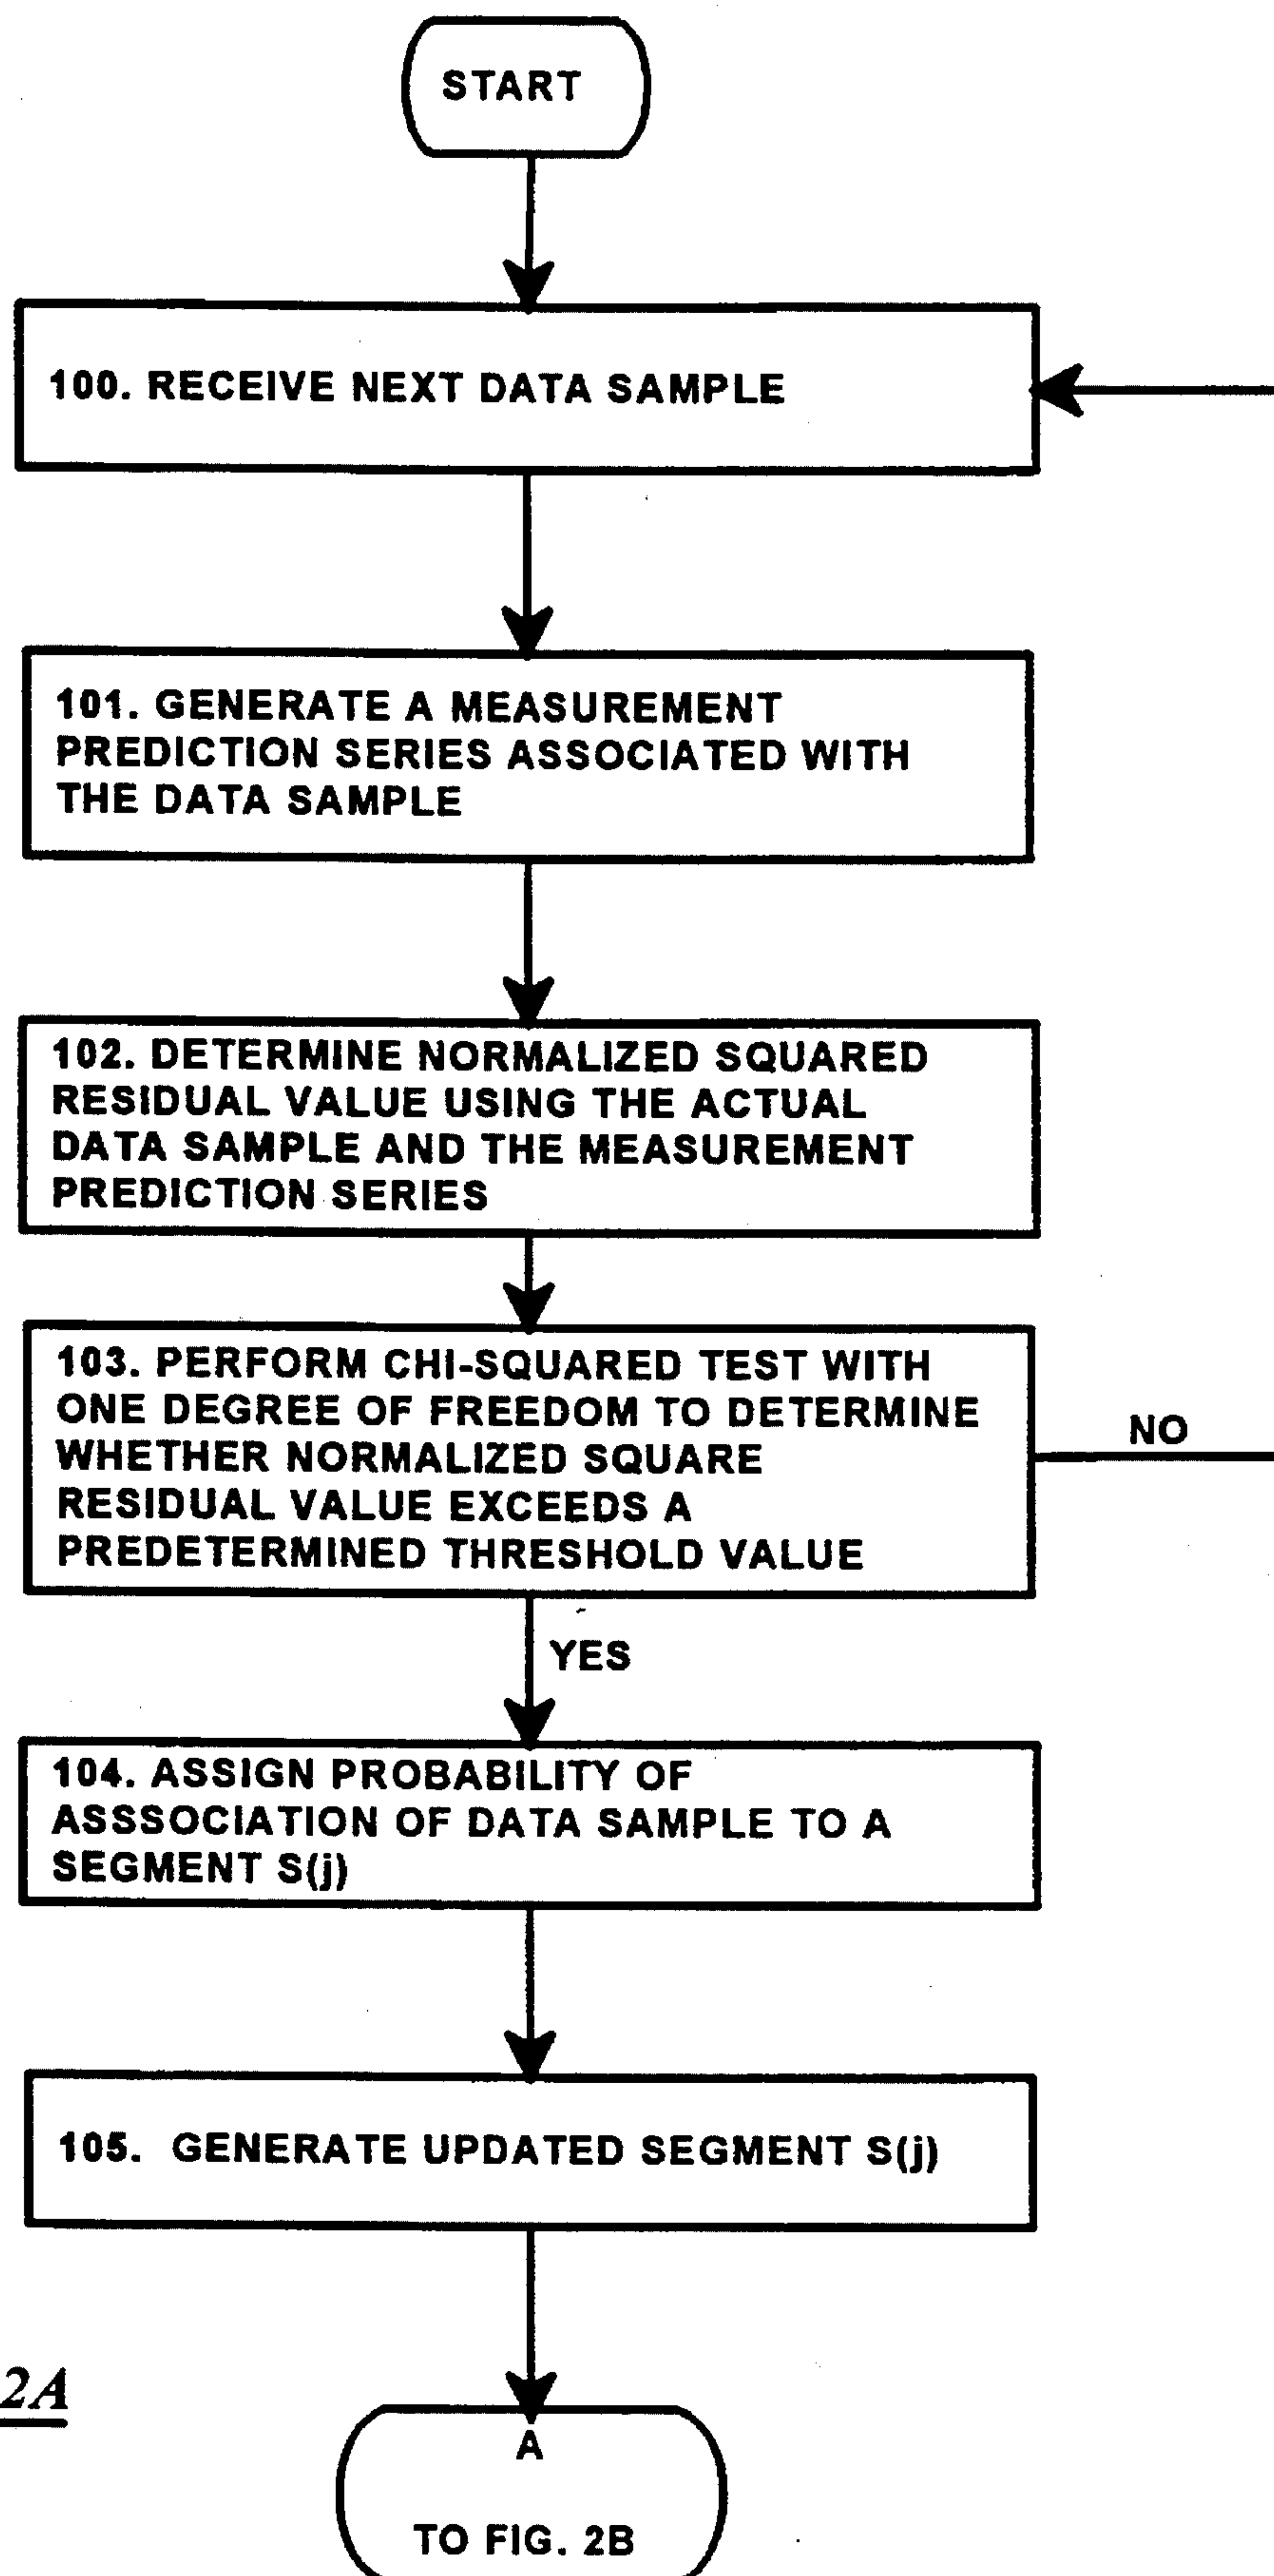 START
100. RECEIVE NEXT DATA SAMPLE
101. GENERATE A MEASUREMENT
PREDICTION SERIES ASSOCIATED WITH
THE DATA SAMPLE
102. DETERMINE NORMALIZED SQUARED
RESIDUAL VALUE USING THE ACTUAL
DATA SAMPLE AND THE MEASUREMENT
PREDICTION SERIES
103. PERFORM CHI-SQUARED TEST WITH
ONE DEGREE OF FREEDOM TO DETERMINE
WHETHER NORMALIZED SQUARE
RESIDUAL VALUE EXCEEDS A
PREDETERMINED THRESHOLD VALUE
NO
YES
104. ASSIGN PROBABILITY OF
ASSSOCIATION OF DATA SAMPLE TO A
SEGMENT S(j)
105. GENERATE UPDATED SEGMENT S(j)
2A
A
TO FIG. 2B